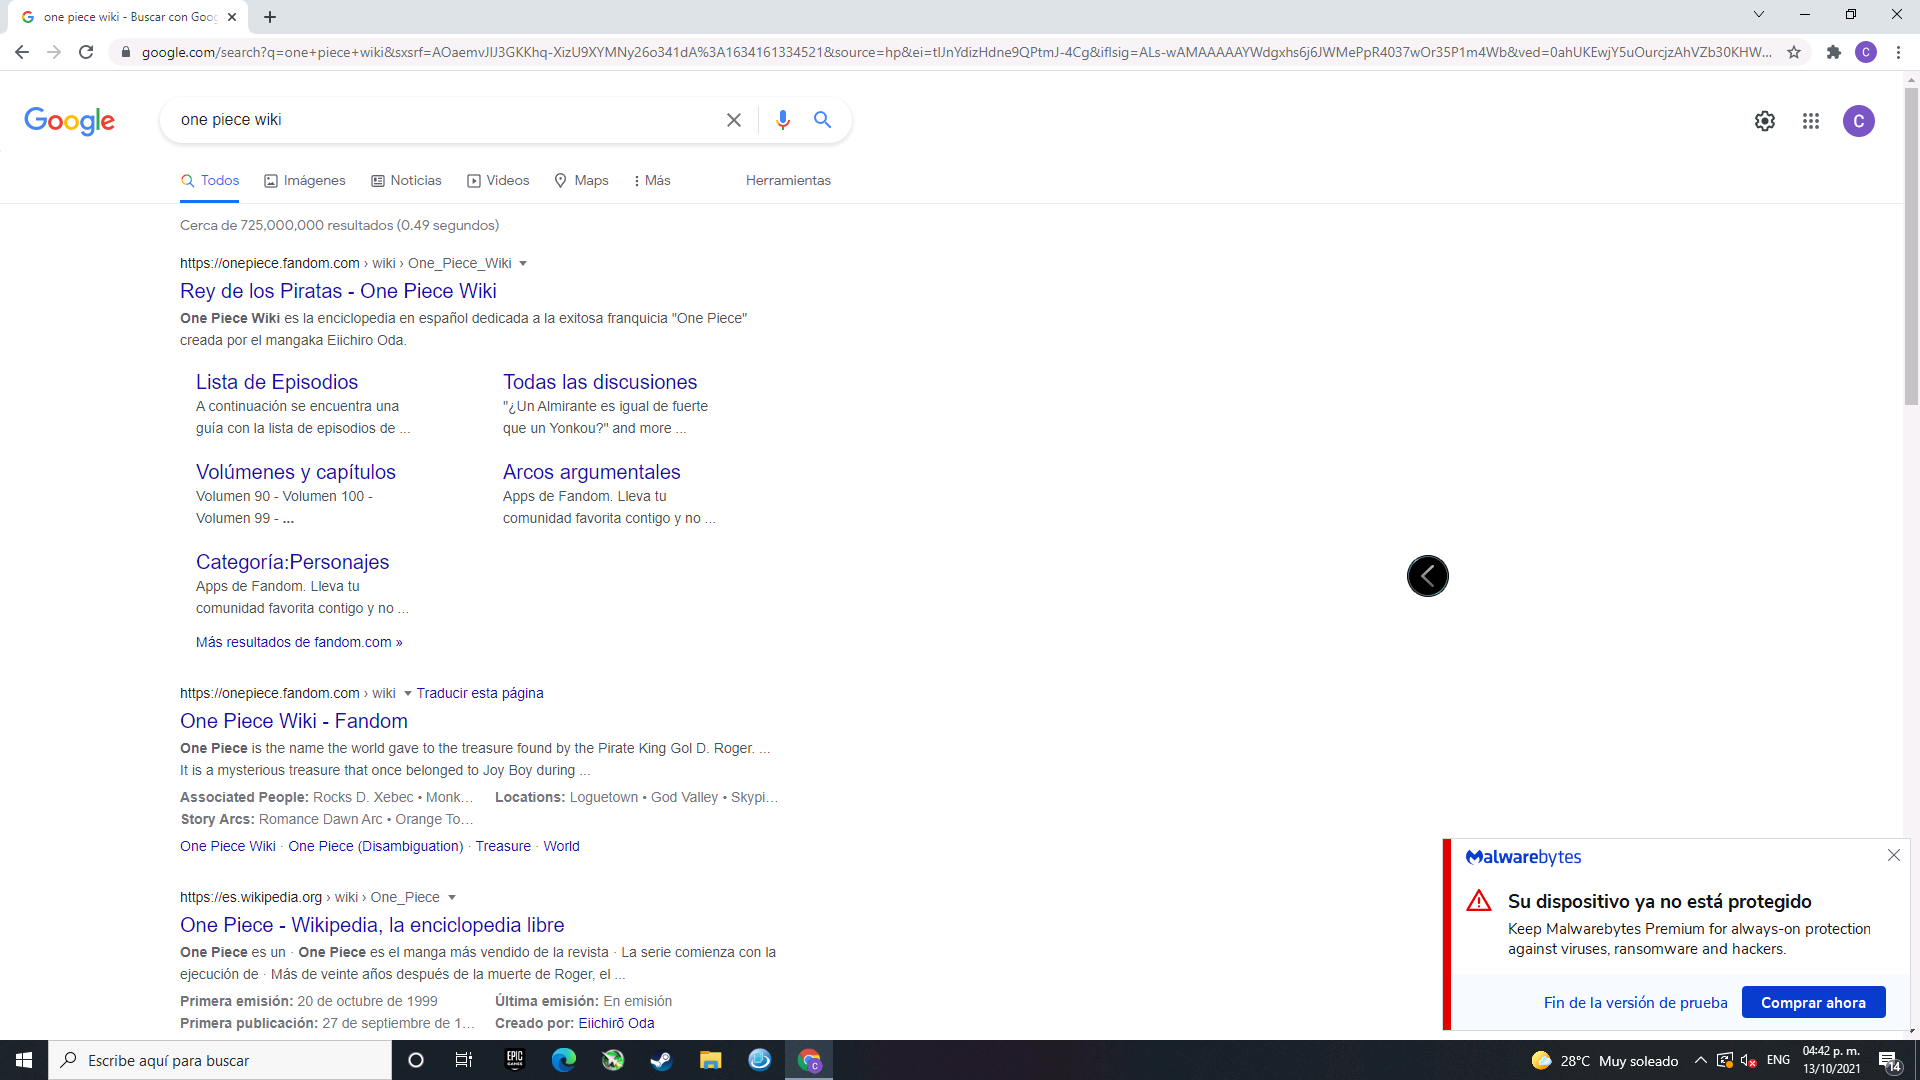 one piece wiki - Buscar con Goo
google.com/search?q=one+piece+wiki&sxsrf=AOaemvJIJ3GKKhq-XizU9XYMNy26o341dA%3A1634161334521&source=hp&ei=tlJnYdizHdne9QPtmJ-4Cg&iflsig=ALs-wAMAAAAAYWdgxhs6j6JWMePpR4037wOr35P1m4Wb&ved=0ahUKEwjY5uOurcjzAhVZb30KHW...
C
Google
one piece wiki
C
Todos
Imágenes
Noticias
Videos
Maps
Más
Herramientas
Cerca de 725,000,000 resultados (0.49 segundos)
https://onepiece.fandom.com › wiki › One_Piece_Wiki
Rey de los Piratas - One Piece Wiki
One Piece Wiki es la enciclopedia en español dedicada a la exitosa franquicia "One Piece"
creada por el mangaka Eiichiro Oda.
Lista de Episodios
A continuación se encuentra una
guía con la lista de episodios de ...
Todas las discusiones
"¿Un Almirante es igual de fuerte
que un Yonkou?" and more ...
Volúmenes y capítulos
Volumen 90 - Volumen 100 -
Volumen 99 - ...
Arcos argumentales
Apps de Fandom. Lleva tu
comunidad favorita contigo y no ...
Categoría:Personajes
Apps de Fandom. Lleva tu
comunidad favorita contigo y no ...
Más resultados de fandom.com »
https://onepiece.fandom.com › wiki
Traducir esta página
One Piece Wiki - Fandom
One Piece is the name the world gave to the treasure found by the Pirate King Gol D. Roger. ...
It is a mysterious treasure that once belonged to Joy Boy during ...
Associated People: Rocks D. Xebec • Monk...
Locations: Loguetown • God Valley • Skypi...
Story Arcs: Romance Dawn Arc • Orange To...
One Piece Wiki · One Piece (Disambiguation) · Treasure · World
https://es.wikipedia.org › wiki › One_Piece
One Piece - Wikipedia, la enciclopedia libre
One Piece es un · One Piece es el manga más vendido de la revista · La serie comienza con la
ejecución de · Más de veinte años después de la muerte de Roger, el ...
Primera emisión: 20 de octubre de 1999
Última emisión: En emisión
Primera publicación: 27 de septiembre de 1...
Creado por: Eiichirō Oda
Malwarebytes
Su dispositivo ya no está protegido
Keep Malwarebytes Premium for always-on protection
against viruses, ransomware and hackers.
Fin de la versión de prueba
Comprar ahora
Escribe aquí para buscar
EPIC
GAMES
C
28°C Muy soleado
ENG
04:42 p. m.
13/10/2021
14